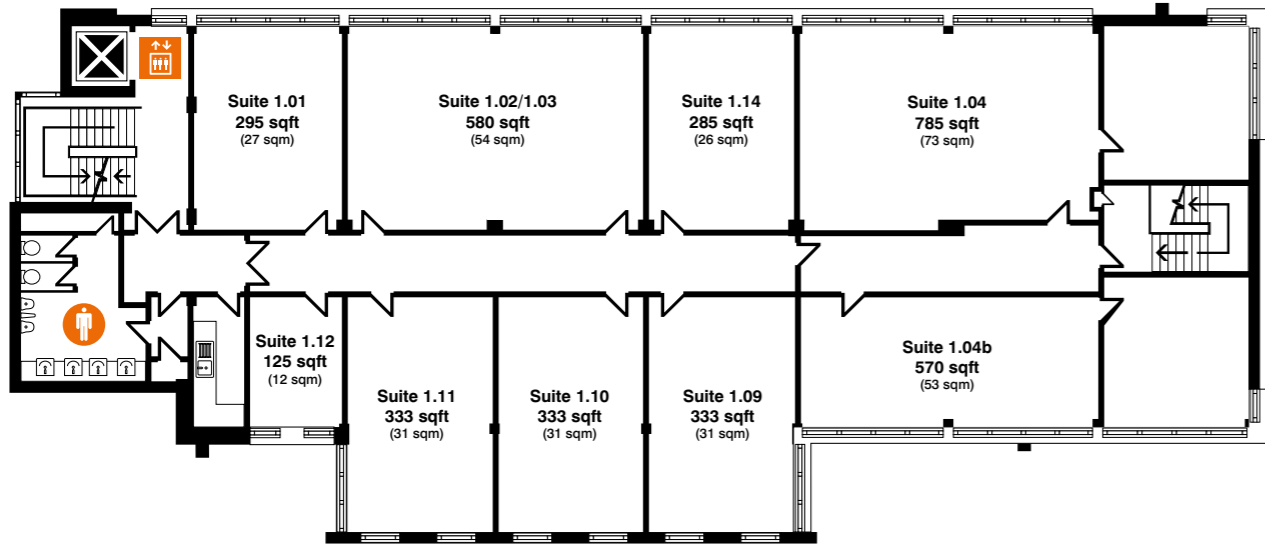 Suite 1.01
295 sqft
(27 sqm)
Suite 1.02/1.03
580 sqft
(54 sqm)
Suite 1.14
285 sqft
(26 sqm)
Suite 1.04
785 sqft
(73 sqm)
Suite 1.12
125 sqft
(12 sqm)
Suite 1.11
333 sqft
(31 sqm)
Suite 1.10
333 sqft
(31 sqm)
Suite 1.09
333 sqft
(31 sqm)
Suite 1.04b
570 sqft
(53 sqm)